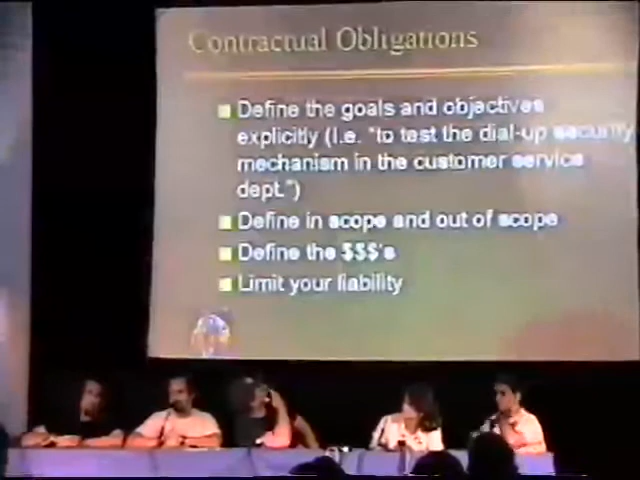 Contractual Obligations
Define the goals and objectives
explicitly (I.e. "to test the dial-up security
mechanism in the customer service
dept.")
Define in scope and out of scope
Define the $$$'s
Limit your liability